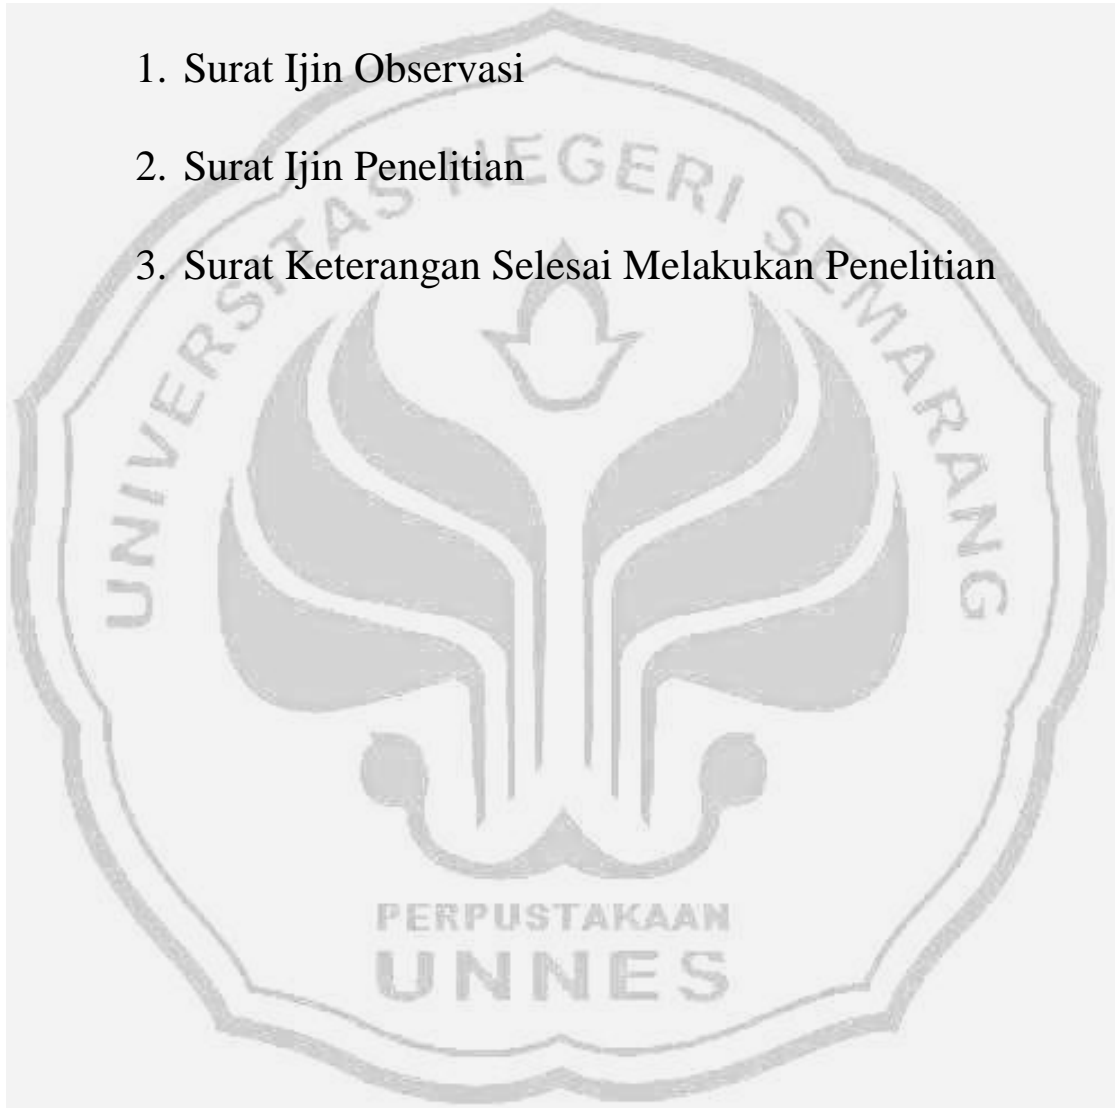 1. Surat Ijin Observasi
2. Surat Ijin Penelitian
3. Surat Keterangan Selesai Melakukan Penelitian
UNIVERSITAS NEGERI SEMARANG
PERPUSTAKAAN
UNNES